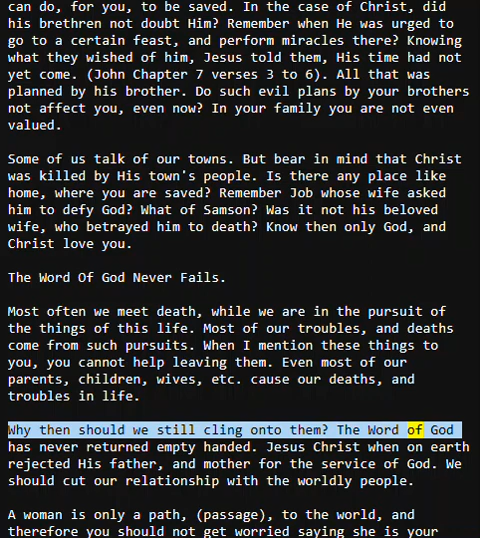 can do, for you, to be saved. In the case of Christ, did
his brethren not doubt Him? Remember when He was urged to
go to a certain feast, and perform miracles there? Knowing
what they wished of him, Jesus told them, His time had not
yet come. (John Chapter 7 verses 3 to 6). All that was
planned by his brother. Do such evil plans by your brothers
not affect you, even now? In your family you are not even
valued.
Some of us talk of our towns. But bear in mind that Christ
was killed by His town's people. Is there any place like
home, where you are saved? Remember Job whose wife asked
him to defy God? What of Samson? Was it not his beloved
wife, who betrayed him to death? Know then only God, and
Christ love you.
The Word Of God Never Fails.
Most often we meet death, while we are in the pursuit of
the things of this life. Most of our troubles, and deaths
come from such pursuits. When I mention these things to
you, you cannot help leaving them. Even most of our
parents, children, wives, etc. cause our deaths, and
troubles in life.
Why then should we still cling onto them? The Word of God
has never returned empty handed. Jesus Christ when on earth
rejected His father, and mother for the service of God. We
should cut our relationship with the worldly people.
A woman is only a path, (passage), to the world, and
therefore you should not get worried saying she is your